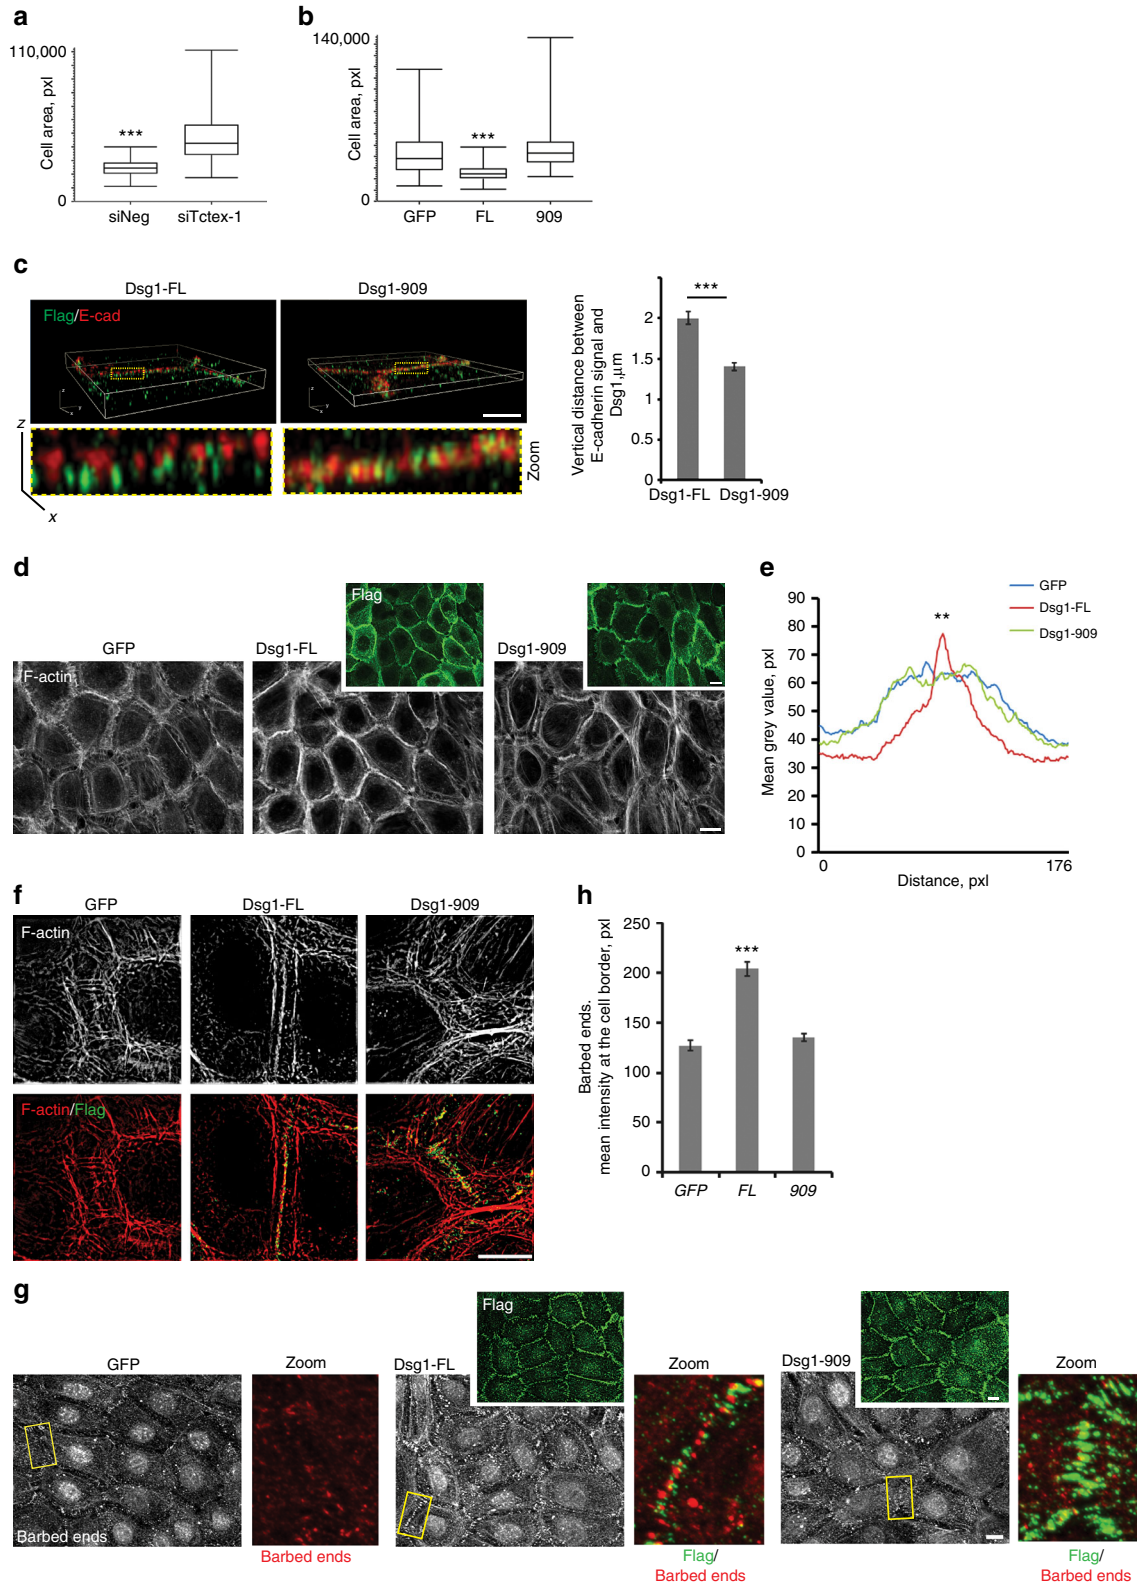 a
110,000
Cell area, pxl
***
0
siNeg
siTctex-1
b
140,000
Cell area, pxl
***
0
GFP
FL
909
c
Dsg1-FL
Dsg1-909
Flag/E-cad
z
x
Zoom
Vertical distance between
E-cadherin signal and
Dsg1,μm
***
2
1.5
1
0.5
0
Dsg1-FL
Dsg1-909
d
GFP
F-actin
Dsg1-FL
Flag
Dsg1-909
e
GFP
Dsg1-FL
Dsg1-909
**
Mean grey value, pxl
90
80
70
60
50
40
30
20
10
0
0
176
Distance, pxl
f
GFP
Dsg1-FL
Dsg1-909
F-actin
F-actin/Flag
h
Barbed ends.
mean intensity at the cell border, pxl
250
200
150
100
50
0
***
GFP
FL
909
g
GFP
Zoom
Dsg1-FL
Flag
Zoom
Dsg1-909
Zoom
Barbed ends
Barbed ends
Flag/
Barbed ends
Flag/
Barbed ends